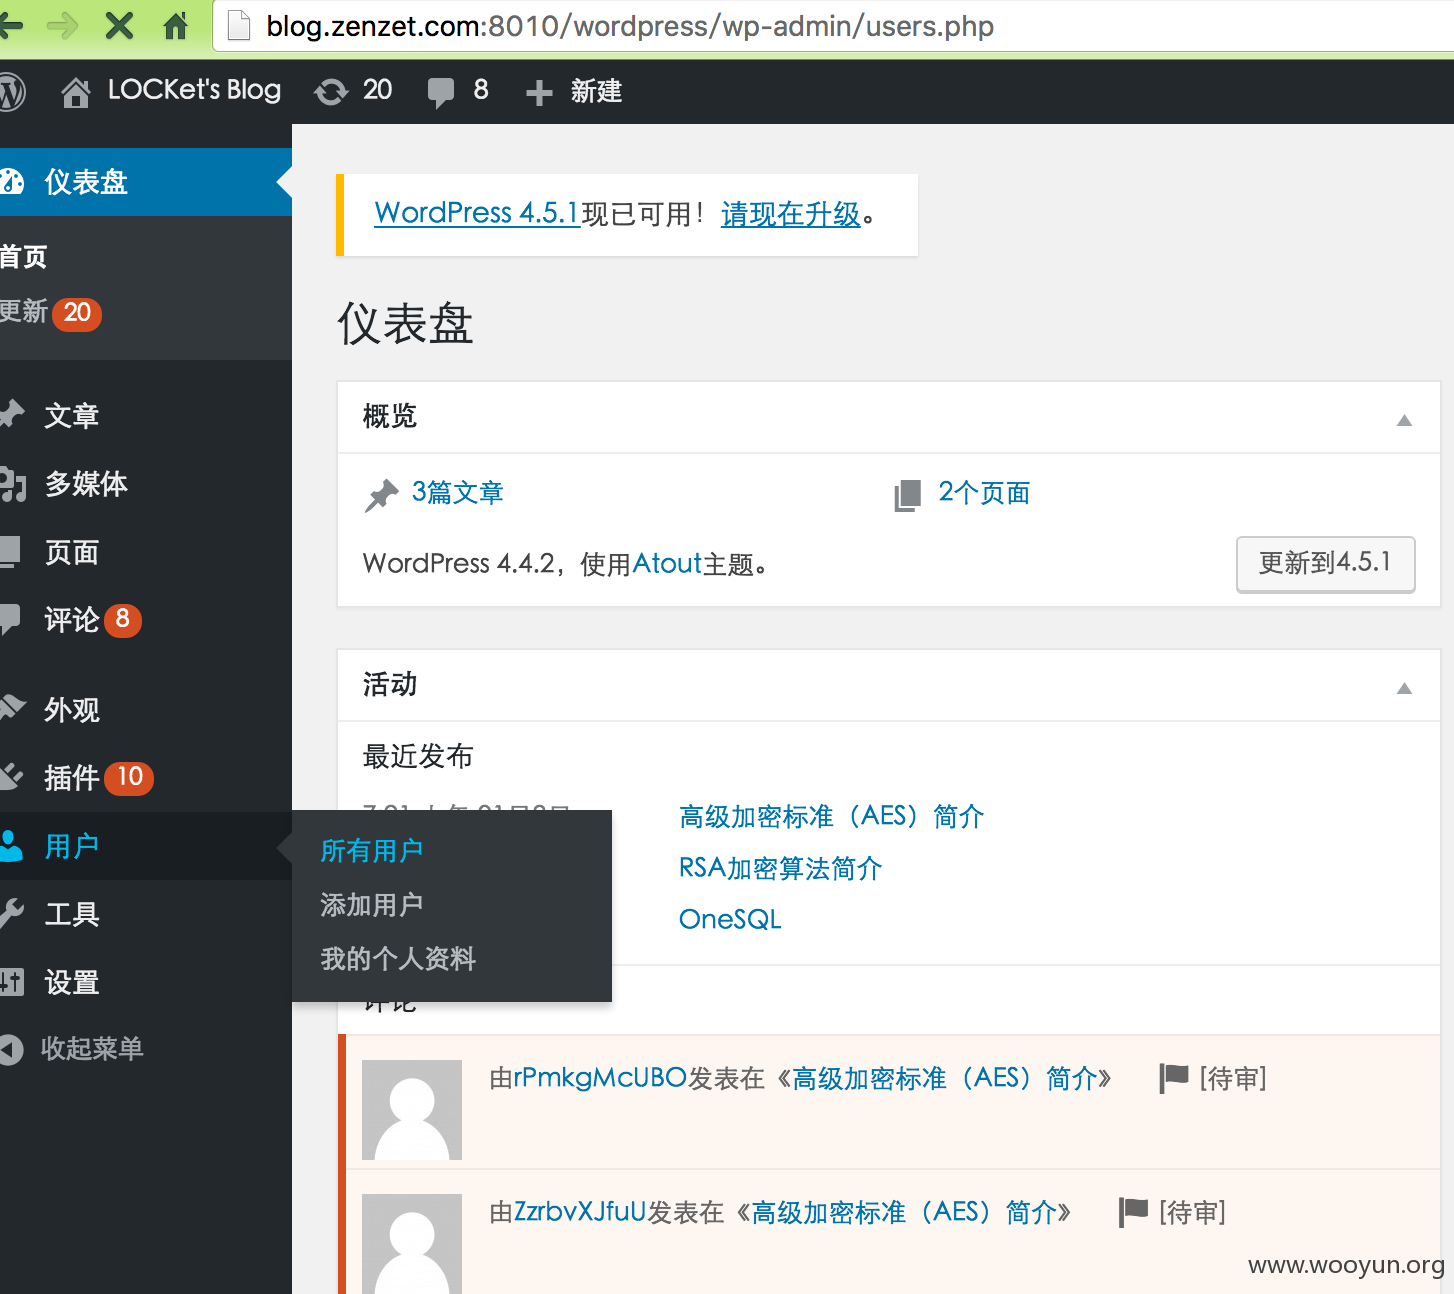 blog.zenzet.com:8010/wordpress/wp-admin/users.php
LOCKet's Blog 20 8 新建
仪表盘
首页
更新 20
文章
多媒体
页面
评论 8
外观
插件 10
用户
工具
设置
收起菜单
所有用户
添加用户
我的个人资料
WordPress 4.5.1现已可用！请现在升级。
仪表盘
概览
3篇文章 2个页面
WordPress 4.4.2，使用Atout主题。 更新到4.5.1
活动
最近发布
高级加密标准（AES）简介
RSA加密算法简介
OneSQL
评论
由rPmkgMcUBO发表在《高级加密标准（AES）简介》 [待审]
由ZzrbvXJfuU发表在《高级加密标准（AES）简介》 [待审]
www.wooyun.org